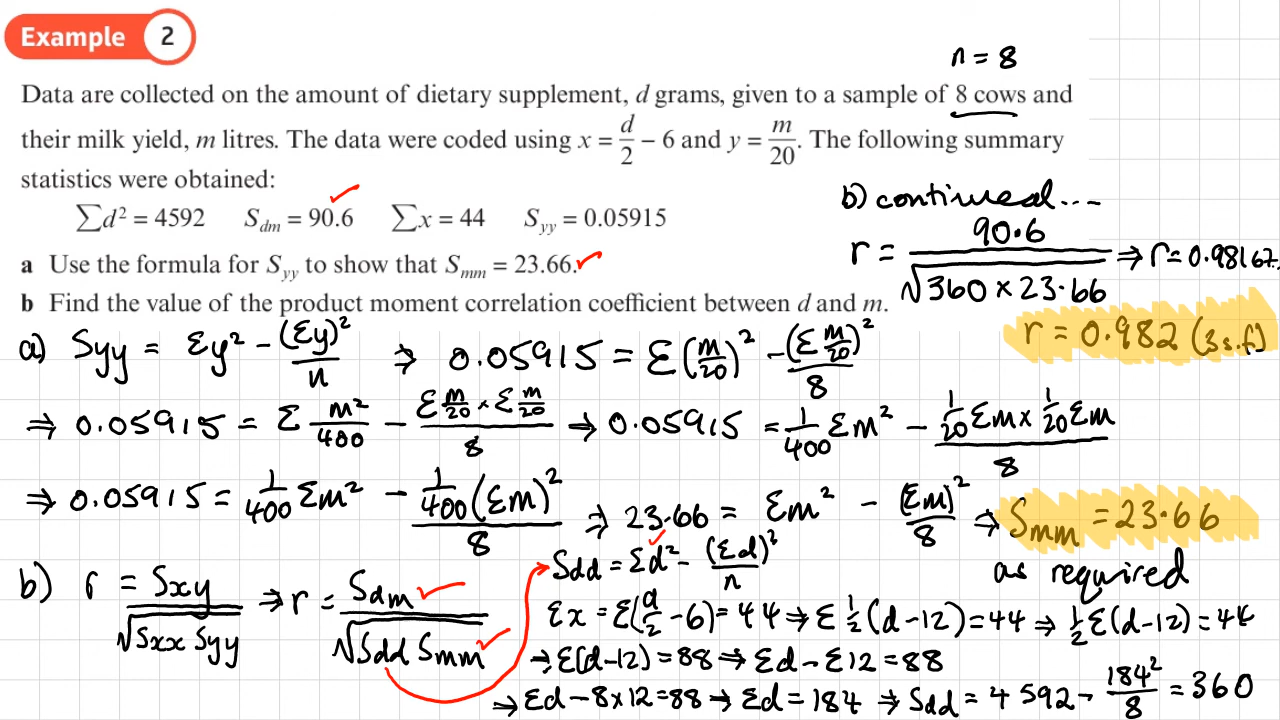 Example 2
n = 8
Data are collected on the amount of dietary supplement, d grams, given to a sample of 8 cows and
their milk yield, m litres. The data were coded using x = d/2 − 6 and y = m/20. The following summary
statistics were obtained:
∑d² = 4592 S_dm = 90.6 ∑x = 44 S_yy = 0.05915
a Use the formula for S_yy to show that S_mm = 23.66.
b Find the value of the product moment correlation coefficient between d and m.
b) continued...
r = 90.6/√(360 × 23.66) ⇒ r = 0.98167..
r = 0.982 (3 s.f)
a) Syy = Σy² − (Σy)²/n ⇒ 0.05915 = Σ(m/20)² − (Σ m/20)²/8
⇒ 0.05915 = Σ m²/400 − (Σ m/20 × Σ m/20)/8 ⇒ 0.05915 = 1/400 Σm² − (1/20 Σm × 1/20 Σm)/8
⇒ 0.05915 = 1/400 Σm² − (1/400 (Σm)²)/8 ⇒ 23.66 = Σm² − (Σm)²/8 ⇒ Smm = 23.66
as required
b) r = Sxy/√(Sxx Syy) ⇒ r = Sdm/√(Sdd Smm)
Sdd = Σd² − (Σd)²/n
Σx = Σ(d/2 − 6) = 44 ⇒ Σ 1/2 (d − 12) = 44 ⇒ 1/2 Σ(d − 12) = 44
⇒ Σ(d − 12) = 88 ⇒ Σd − Σ12 = 88
⇒ Σd − 8 × 12 = 88 ⇒ Σd = 184 ⇒ Sdd = 4592 − 184²/8 = 360